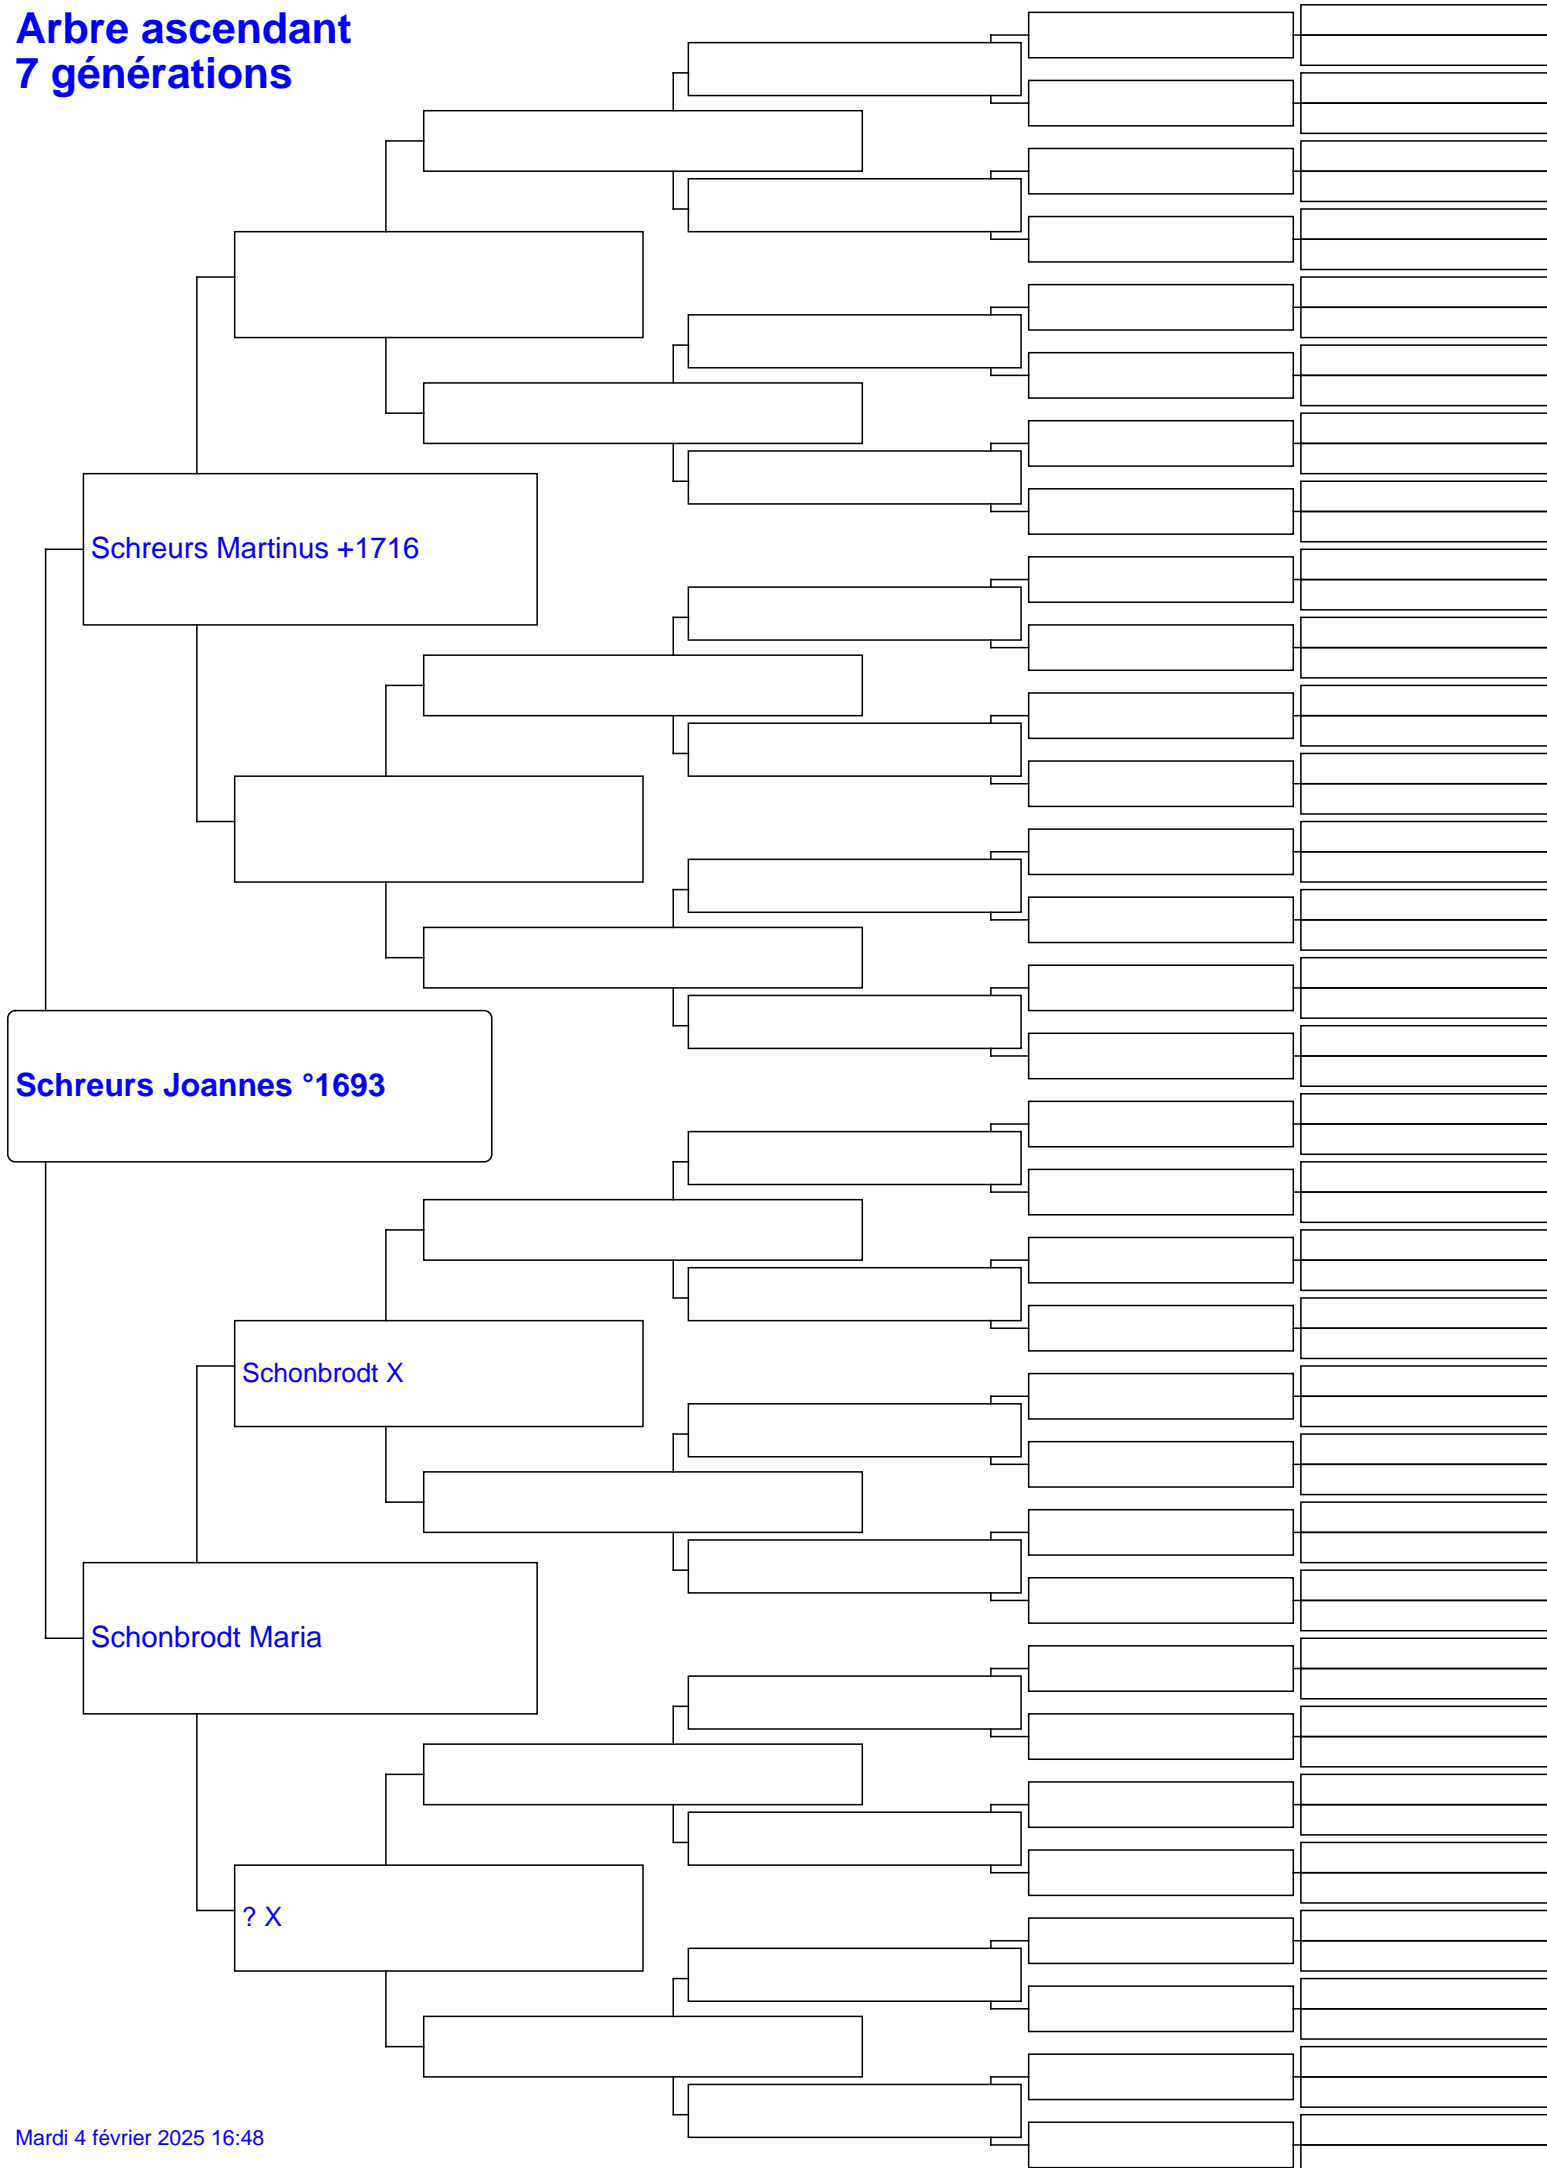 Arbre ascendant
7 générations
Schreurs Martinus +1716
Schreurs Joannes °1693
Schonbrodt X
Schonbrodt Maria
? X
Mardi 4 février 2025 16:48